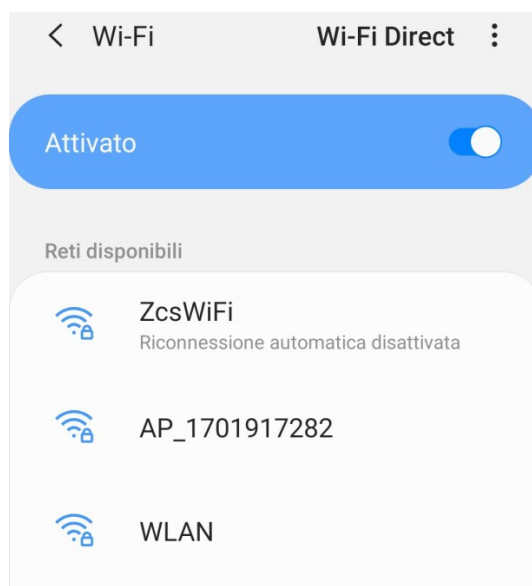 Wi-Fi Wi-Fi Direct
Attivato
Reti disponibili
ZcsWiFi
Riconnessione automatica disattivata
AP_1701917282
WLAN